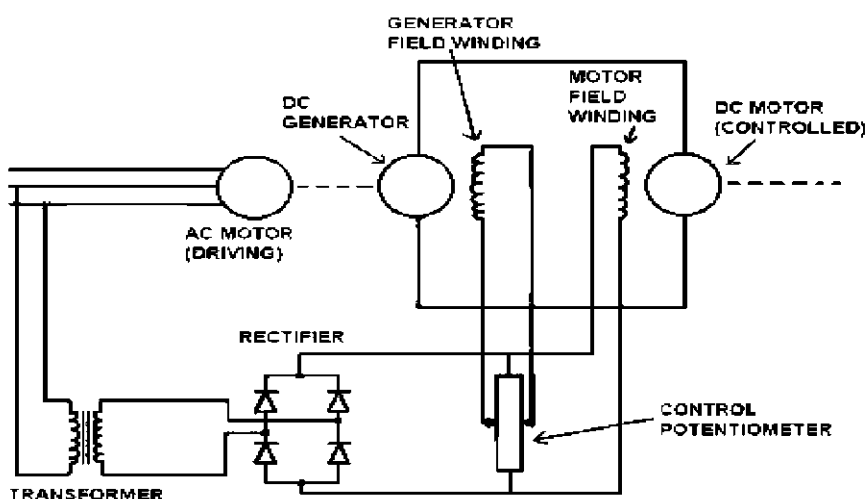 GENERATOR
FIELD WINDING
MOTOR
FIELD
WINDING
DC
GENERATOR
DC MOTOR
(CONTROLLED)
AC MOTOR
(DRIVING)
RECTIFIER
CONTROL
POTENTIOMETER
TRANSFORMER